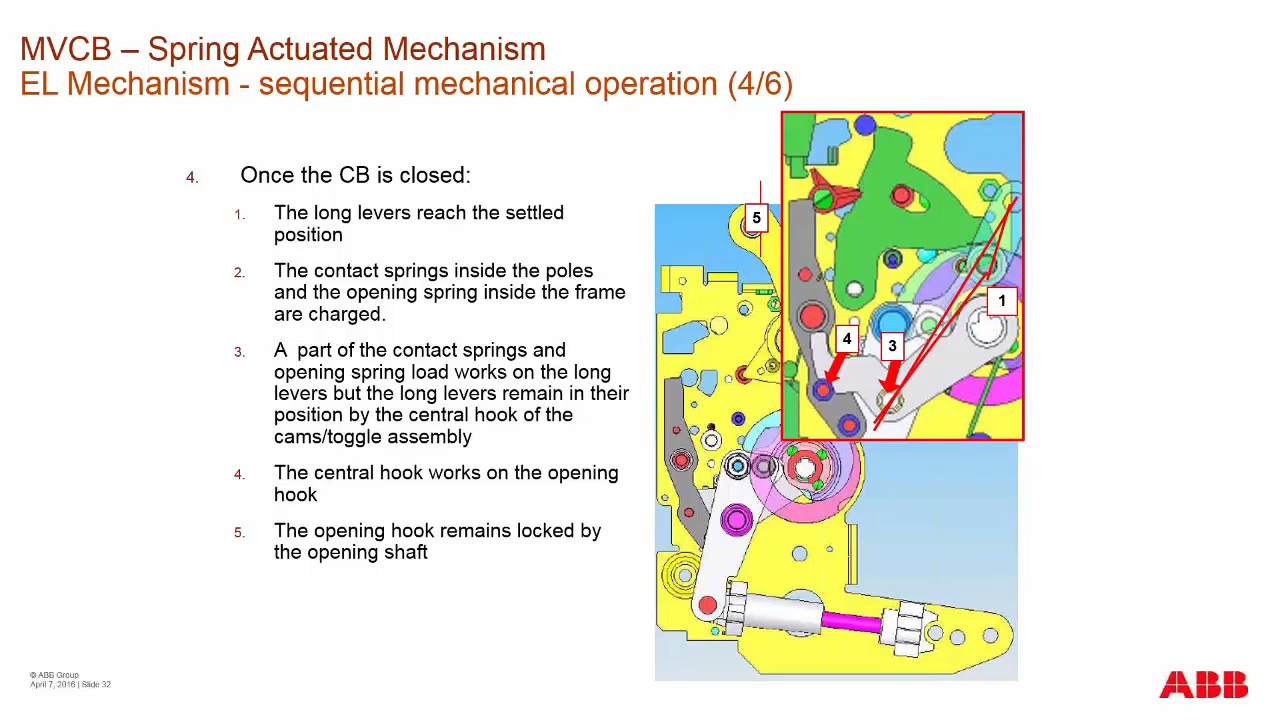 MVCB – Spring Actuated Mechanism
EL Mechanism - sequential mechanical operation (4/6)
4. Once the CB is closed:
1. The long levers reach the settled
position
2. The contact springs inside the poles
and the opening spring inside the frame
are charged.
3. A part of the contact springs and
opening spring load works on the long
levers but the long levers remain in their
position by the central hook of the
cams/toggle assembly
4. The central hook works on the opening
hook
5. The opening hook remains locked by
the opening shaft
5
1
4
3
© ABB Group
April 7, 2016 | Slide 32
ABB